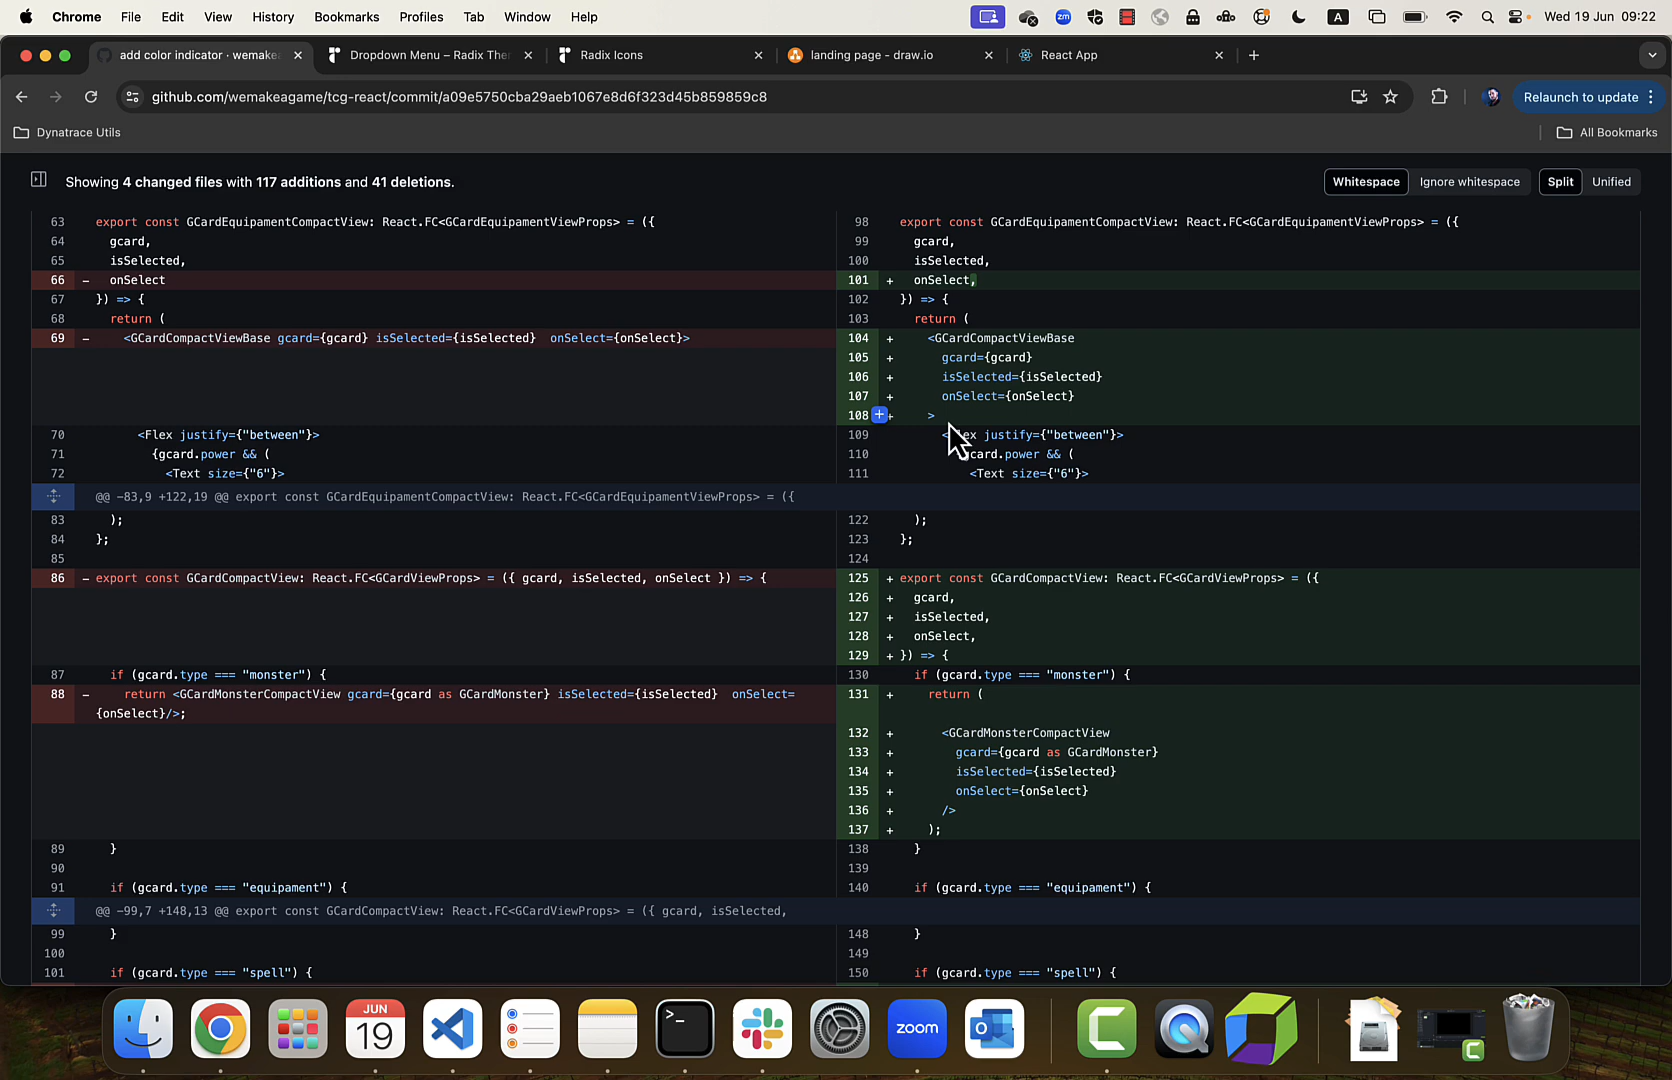 Chrome File Edit View History Bookmarks Profiles Tab Window Help zm A Wed 19 Jun 09:22
add color indicator · wemake Dropdown Menu – Radix The Radix Icons landing page - draw.io React App
github.com/wemakeagame/tcg-react/commit/a09e5750cba29aeb1067e8d6f323d45b859859c8 Relaunch to update
Dynatrace Utils All Bookmarks
Showing 4 changed files with 117 additions and 41 deletions. Whitespace Ignore whitespace Split Unified
63 export const GCardEquipamentCompactView: React.FC<GCardEquipamentViewProps> = ({ 98 export const GCardEquipamentCompactView: React.FC<GCardEquipamentViewProps> = ({
64 gcard, 99 gcard,
65 isSelected, 100 isSelected,
66 - onSelect 101 + onSelect,
67 }) => { 102 }) => {
68 return ( 103 return (
69 - <GCardCompactViewBase gcard={gcard} isSelected={isSelected}  onSelect={onSelect}> 104 + <GCardCompactViewBase
105 + gcard={gcard}
106 + isSelected={isSelected}
107 + onSelect={onSelect}
108 + >
70 <Flex justify={"between"}> 109 <lex justify={"between"}>
71 {gcard.power && ( 110 gcard.power && (
72 <Text size={"6"}> 111 <Text size={"6"}>
@@ -83,9 +122,19 @@ export const GCardEquipamentCompactView: React.FC<GCardEquipamentViewProps> = ({
83 ); 122 );
84 }; 123 };
85 124
86 - export const GCardCompactView: React.FC<GCardViewProps> = ({ gcard, isSelected, onSelect }) => { 125 + export const GCardCompactView: React.FC<GCardViewProps> = ({
126 + gcard,
127 + isSelected,
128 + onSelect,
129 + }) => {
87 if (gcard.type === "monster") { 130 if (gcard.type === "monster") {
88 - return <GCardMonsterCompactView gcard={gcard as GCardMonster} isSelected={isSelected}  onSelect= 131 + return (
{onSelect}/>;
132 + <GCardMonsterCompactView
133 + gcard={gcard as GCardMonster}
134 + isSelected={isSelected}
135 + onSelect={onSelect}
136 + />
137 + );
89 } 138 }
90 139
91 if (gcard.type === "equipament") { 140 if (gcard.type === "equipament") {
@@ -99,7 +148,13 @@ export const GCardCompactView: React.FC<GCardViewProps> = ({ gcard, isSelected,
99 } 148 }
100 149
101 if (gcard.type === "spell") { 150 if (gcard.type === "spell") {
JUN
19
zoom